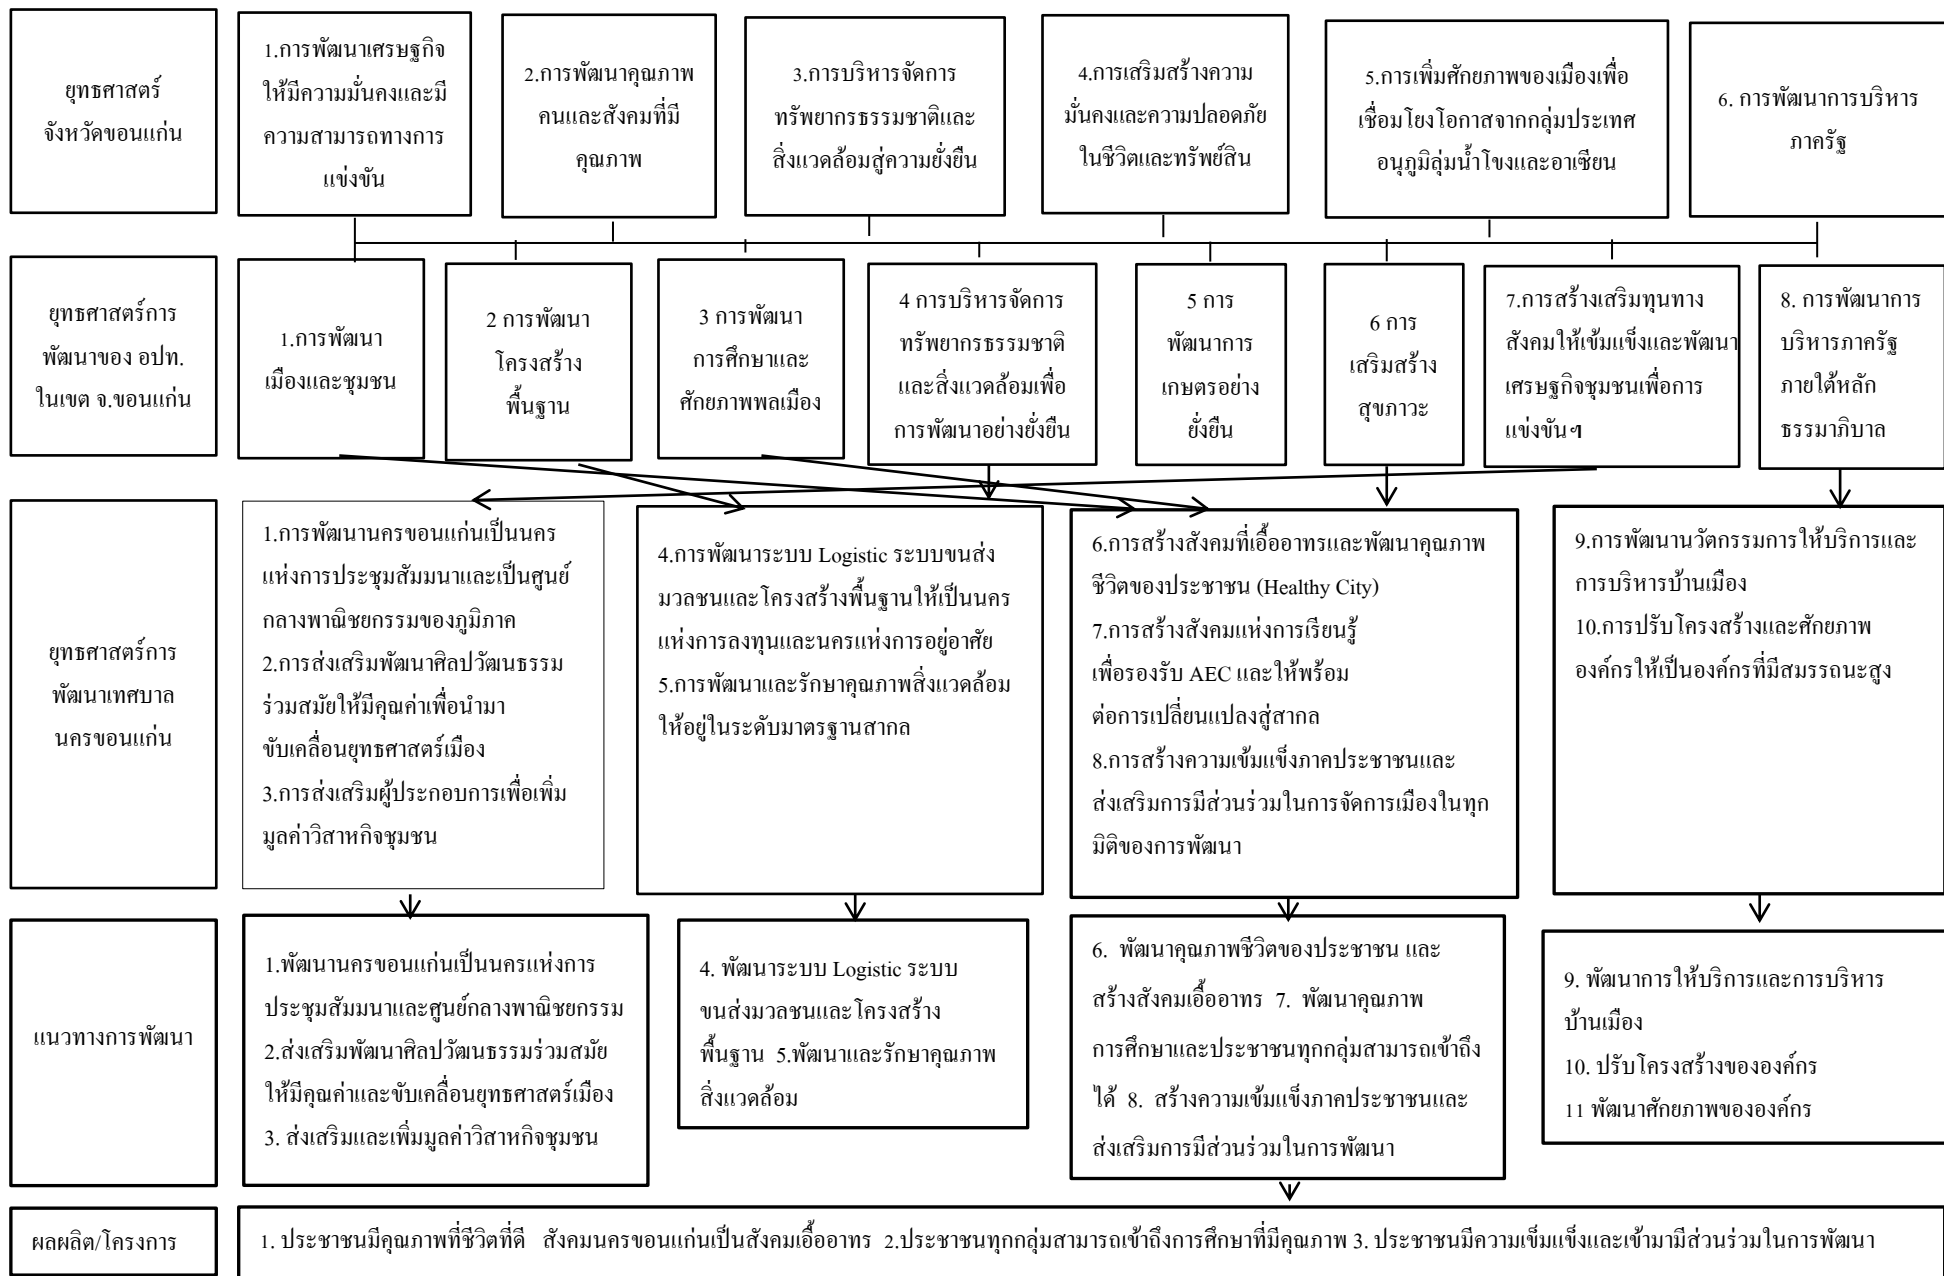 ยุทธศาสตร์
จังหวัดขอนแก่น
1.การพัฒนาเศรษฐกิจ
ให้มีความมั่นคงและมี
ความสามารถทางการ
แข่งขัน
2.การพัฒนาคุณภาพ
คนและสังคมที่มี
คุณภาพ
3.การบริหารจัดการ
ทรัพยากรธรรมชาติและ
สิ่งแวดล้อมสู่ความยั่งยืน
4.การเสริมสร้างความ
มั่นคงและความปลอดภัย
ในชีวิตและทรัพย์สิน
5.การเพิ่มศักยภาพของเมืองเพื่อ
เชื่อมโยงโอกาสจากกลุ่มประเทศ
อนุภูมิลุ่มน้ำโขงและอาเซียน
6. การพัฒนาการบริหาร
ภาครัฐ
ยุทธศาสตร์การ
พัฒนาของ อปท.
ในเขต จ.ขอนแก่น
1.การพัฒนา
เมืองและชุมชน
2 การพัฒนา
โครงสร้าง
พื้นฐาน
3 การพัฒนา
การศึกษาและ
ศักยภาพพลเมือง
4 การบริหารจัดการ
ทรัพยากรธรรมชาติ
และสิ่งแวดล้อมเพื่อ
การพัฒนาอย่างยั่งยืน
5 การ
พัฒนาการ
เกษตรอย่าง
ยั่งยืน
6 การ
เสริมสร้าง
สุขภาวะ
7.การสร้างเสริมทุนทาง
สังคมให้เข้มแข็งและพัฒนา
เศรษฐกิจชุมชนเพื่อการ
แข่งขันฯ
8. การพัฒนาการ
บริหารภาครัฐ
ภายใต้หลัก
ธรรมาภิบาล
ยุทธศาสตร์การ
พัฒนาเทศบาล
นครขอนแก่น
1.การพัฒนานครขอนแก่นเป็นนคร
แห่งการประชุมสัมมนาและเป็นศูนย์
กลางพาณิชยกรรมของภูมิภาค
2.การส่งเสริมพัฒนาศิลปวัฒนธรรม
ร่วมสมัยให้มีคุณค่าเพื่อนำมา
ขับเคลื่อนยุทธศาสตร์เมือง
3.การส่งเสริมผู้ประกอบการเพื่อเพิ่ม
มูลค่าวิสาหกิจชุมชน
4.การพัฒนาระบบ Logistic ระบบขนส่ง
มวลชนและโครงสร้างพื้นฐานให้เป็นนคร
แห่งการลงทุนและนครแห่งการอยู่อาศัย
5.การพัฒนาและรักษาคุณภาพสิ่งแวดล้อม
ให้อยู่ในระดับมาตรฐานสากล
6.การสร้างสังคมที่เอื้ออาทรและพัฒนาคุณภาพ
ชีวิตของประชาชน (Healthy City)
7.การสร้างสังคมแห่งการเรียนรู้
เพื่อรองรับ AEC และให้พร้อม
ต่อการเปลี่ยนแปลงสู่สากล
8.การสร้างความเข้มแข็งภาคประชาชนและ
ส่งเสริมการมีส่วนร่วมในการจัดการเมืองในทุก
มิติของการพัฒนา
9.การพัฒนานวัตกรรมการให้บริการและ
การบริหารบ้านเมือง
10.การปรับโครงสร้างและศักยภาพ
องค์กรให้เป็นองค์กรที่มีสมรรถนะสูง
แนวทางการพัฒนา
1.พัฒนานครขอนแก่นเป็นนครแห่งการ
ประชุมสัมมนาและศูนย์กลางพาณิชยกรรม
2.ส่งเสริมพัฒนาศิลปวัฒนธรรมร่วมสมัย
ให้มีคุณค่าและขับเคลื่อนยุทธศาสตร์เมือง
3. ส่งเสริมและเพิ่มมูลค่าวิสาหกิจชุมชน
4. พัฒนาระบบ Logistic ระบบ
ขนส่งมวลชนและโครงสร้าง
พื้นฐาน 5.พัฒนาและรักษาคุณภาพ
สิ่งแวดล้อม
6. พัฒนาคุณภาพชีวิตของประชาชน และ
สร้างสังคมเอื้ออาทร 7. พัฒนาคุณภาพ
การศึกษาและประชาชนทุกกลุ่มสามารถเข้าถึง
ได้ 8. สร้างความเข้มแข็งภาคประชาชนและ
ส่งเสริมการมีส่วนร่วมในการพัฒนา
9. พัฒนาการให้บริการและการบริหาร
บ้านเมือง
10. ปรับโครงสร้างขององค์กร
11 พัฒนาศักยภาพขององค์กร
ผลผลิต/โครงการ
1. ประชาชนมีคุณภาพที่ชีวิตที่ดี สังคมนครขอนแก่นเป็นสังคมเอื้ออาทร 2.ประชาชนทุกกลุ่มสามารถเข้าถึงการศึกษาที่มีคุณภาพ 3. ประชาชนมีความเข็มแข็งและเข้ามามีส่วนร่วมในการพัฒนา